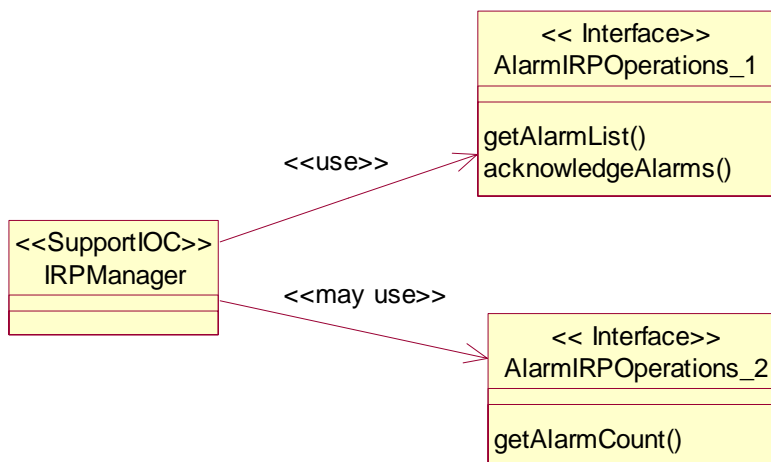 << Interface>>
AlarmIRPOperations_1
getAlarmList()
acknowledgeAlarms()
<<use>>
<<SupportIOC>>
IRPManager
<<may use>>
<< Interface>>
AlarmIRPOperations_2
getAlarmCount()